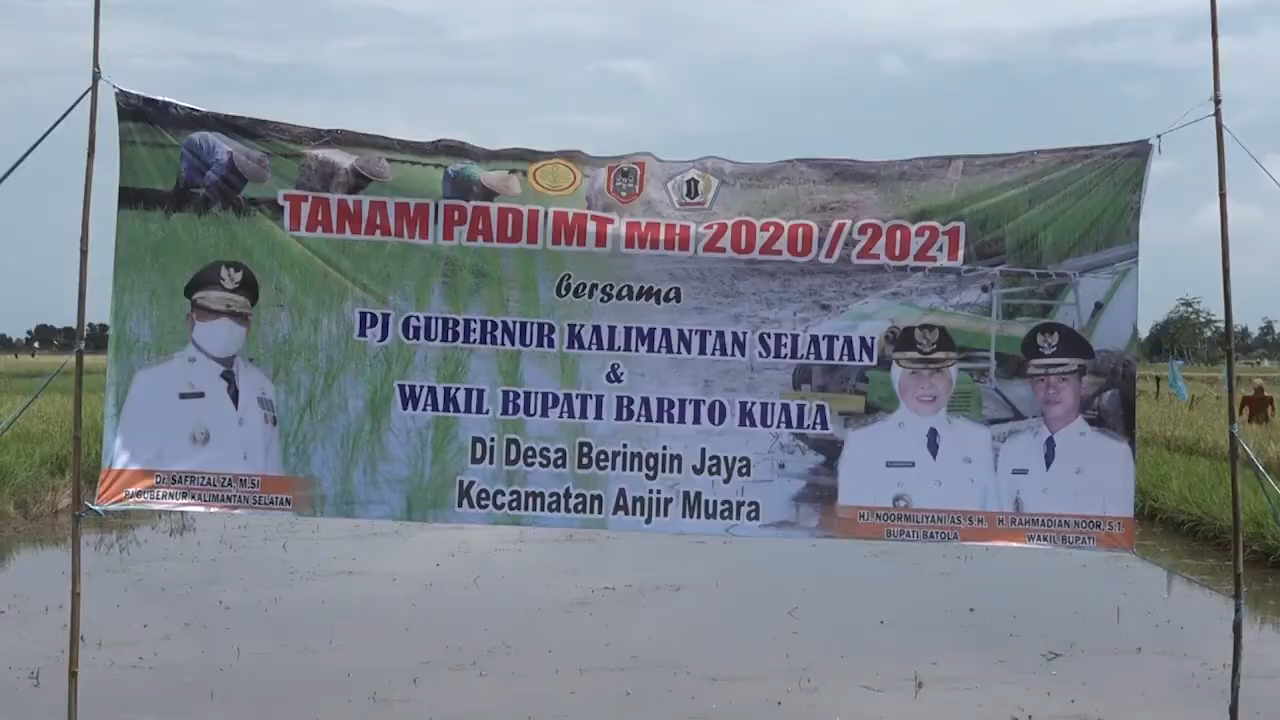 TANAM PADI MT MH 2020 / 2021
bersama
PJ GUBERNUR KALIMANTAN SELATAN
&
WAKIL BUPATI BARITO KUALA
Di Desa Beringin Jaya
Kecamatan Anjir Muara
Dr. SAFRIZAL ZA, M.SI
PJ GUBERNUR KALIMANTAN SELATAN
HJ. NOORMILIYANI AS, S.H.
BUPATI BATOLA
H. RAHMADIAN NOOR, S.T.
WAKIL BUPATI